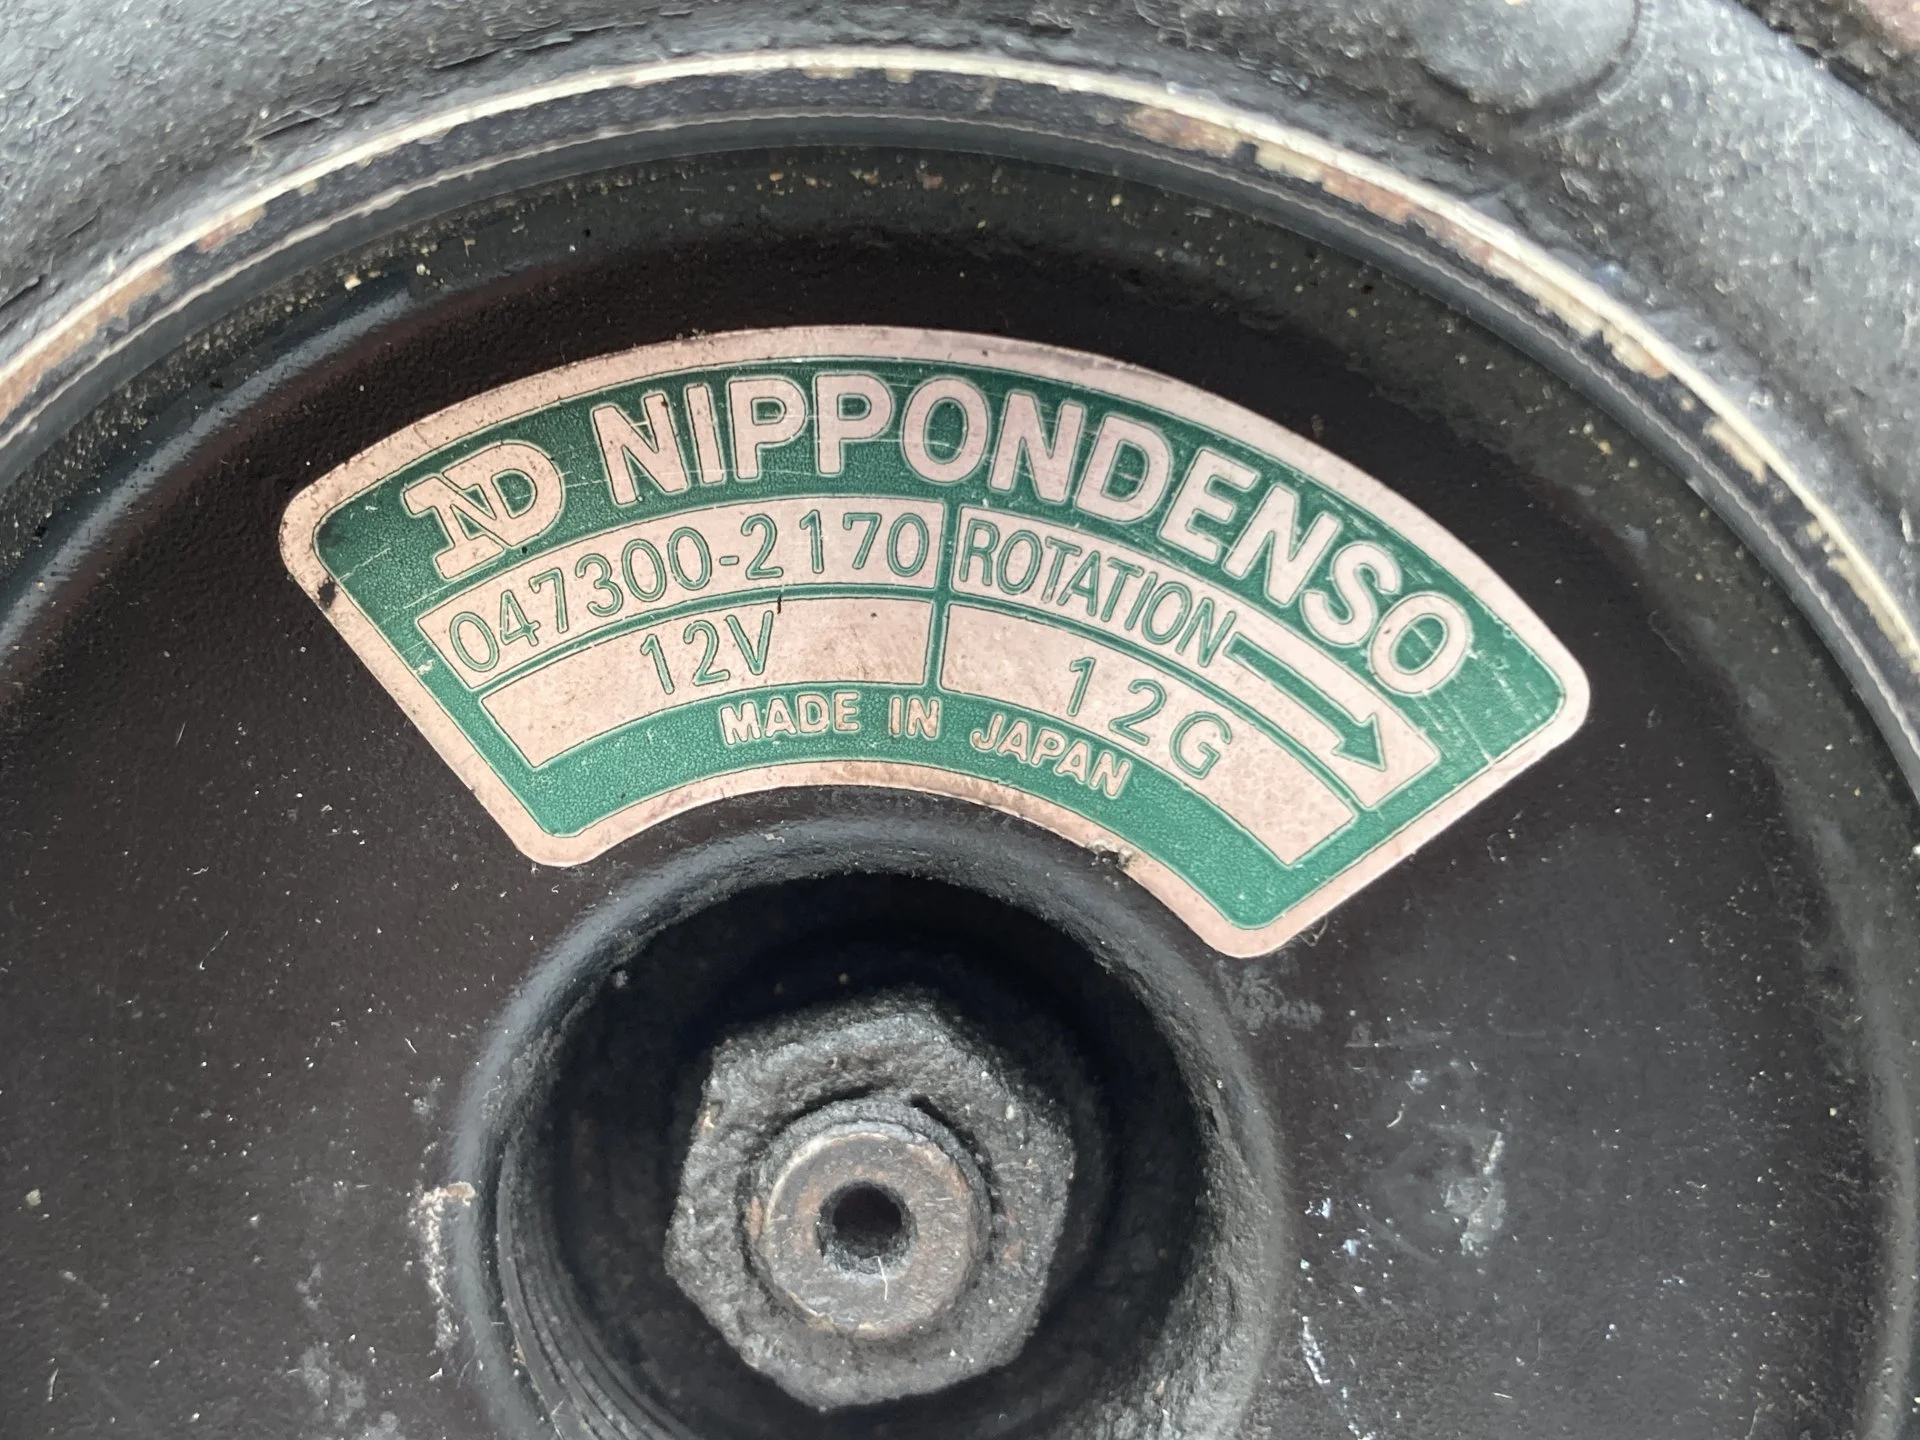 ND NIPPONDENSO
047300-2170 ROTATION
12V 12G
MADE IN JAPAN